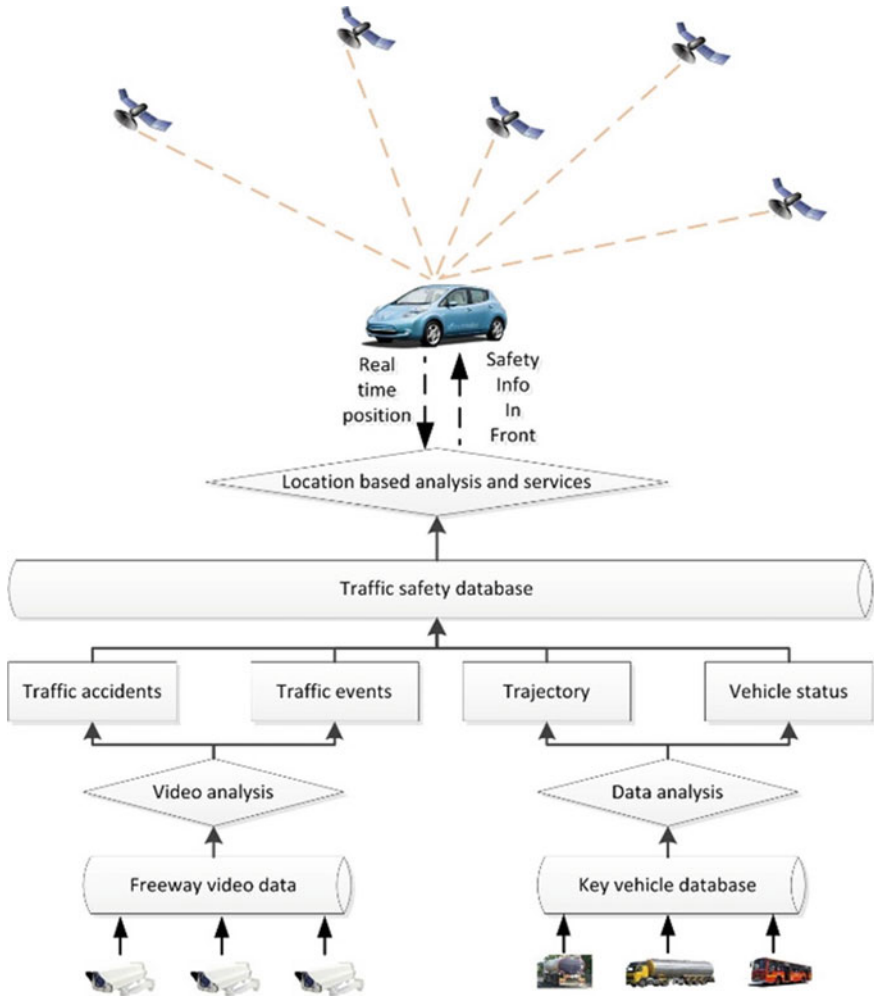 Real
time
position
Safety
Info
In
Front
Location based analysis and services
Traffic safety database
Traffic accidents
Traffic events
Trajectory
Vehicle status
Video analysis
Data analysis
Freeway video data
Key vehicle database